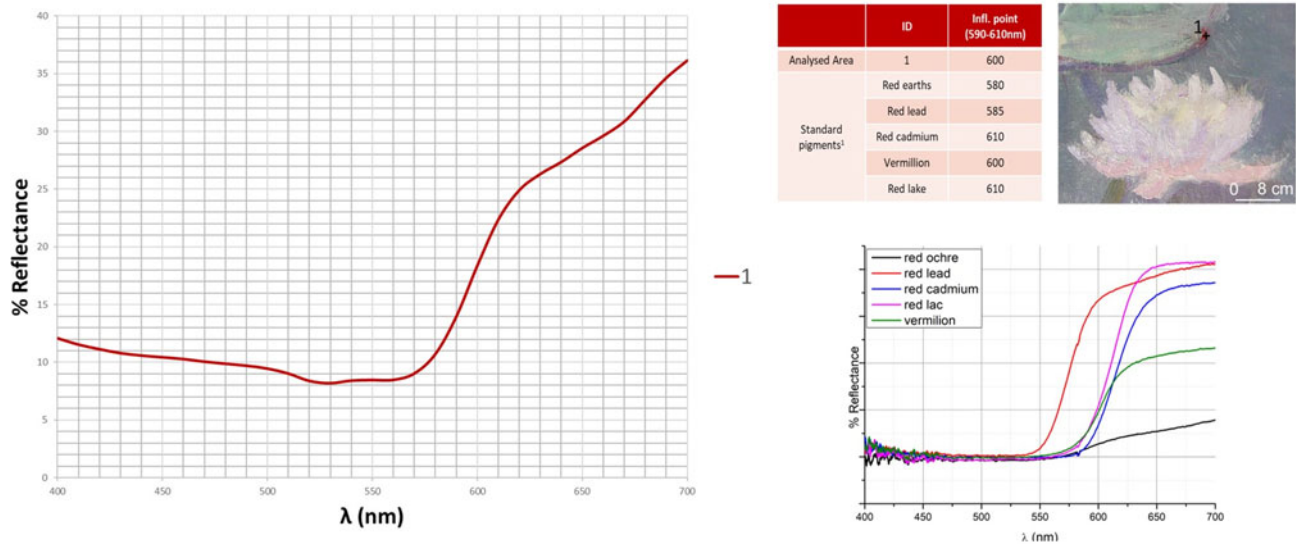 40
35
30
25
20
15
10
5
0
% Reflectance
400 450 500 550 600 650 700
λ (nm)
1
ID Infl. point
(590-610nm)
Analysed Area 1 600
Standard
pigments¹
Red earths 580
Red lead 585
Red cadmium 610
Vermillion 600
Red lake 610
1
0 8 cm
red ochre
red lead
red cadmium
red lac
vermilion
% Reflectance
400 450 500 550 600 650 700
λ (nm)